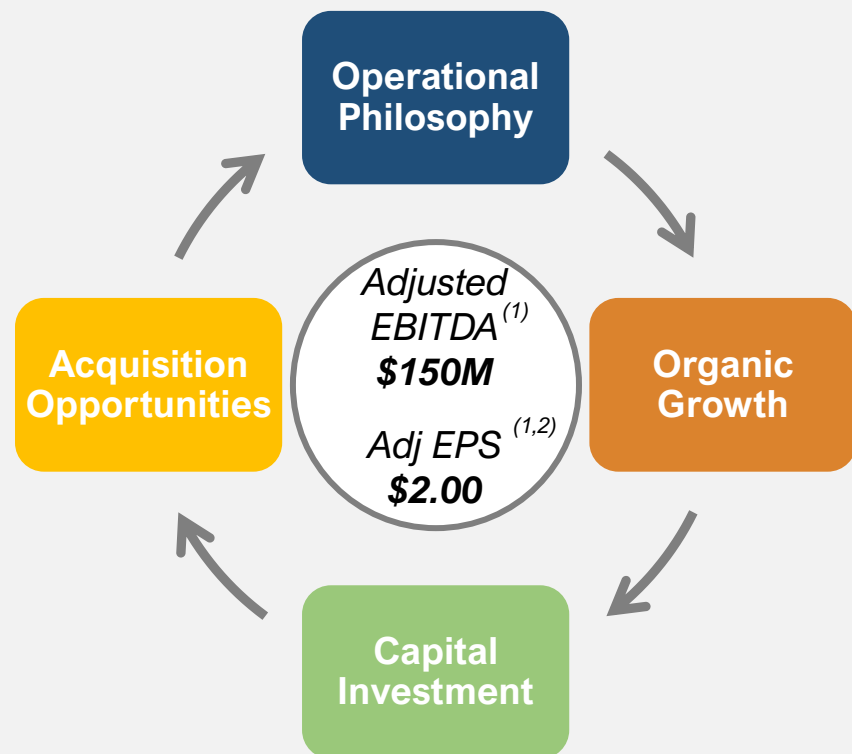 Operational
Philosophy
Adjusted
EBITDA (1)
$150M
Adj EPS (1,2)
$2.00
Acquisition
Opportunities
Organic
Growth
Capital
Investment